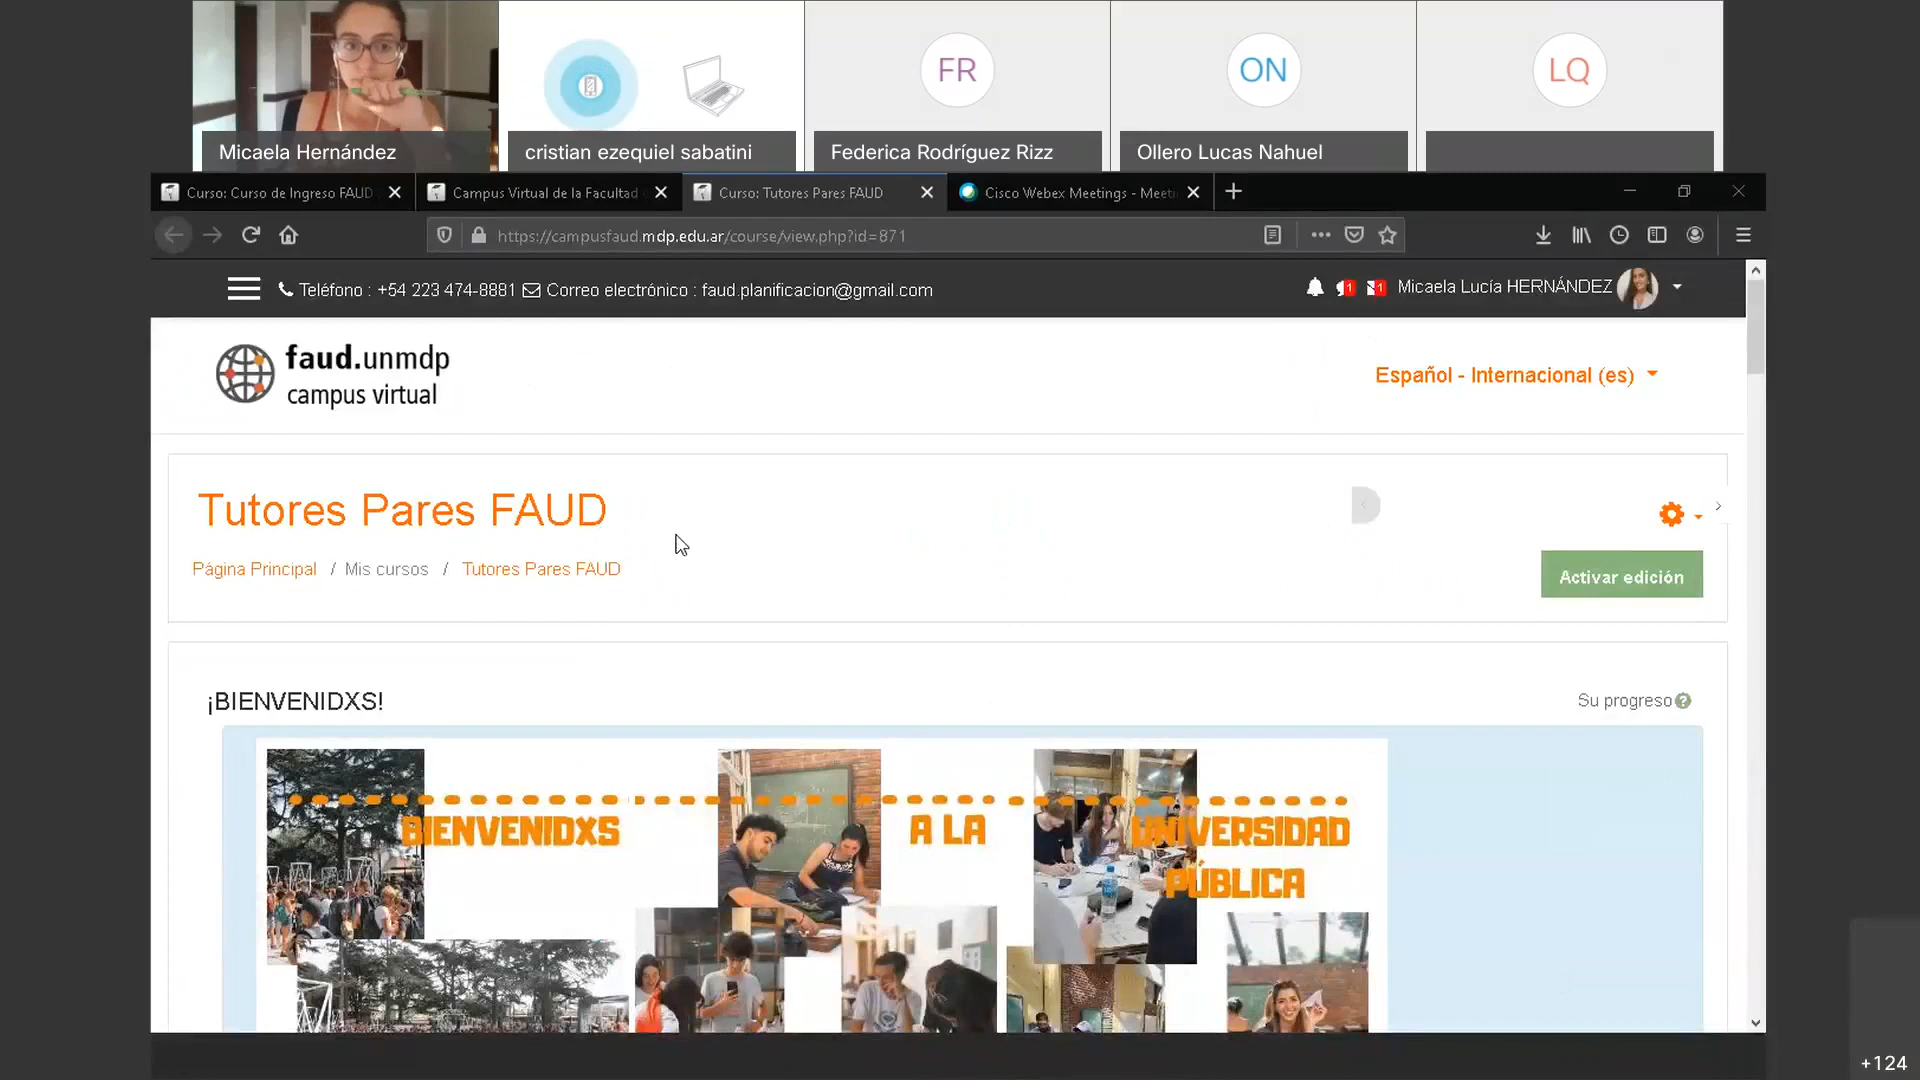 FR
ON
LQ
Micaela Hernández
cristian ezequiel sabatini
Federica Rodríguez Rizz
Ollero Lucas Nahuel
Curso: Curso de Ingreso FAUD
Campus Virtual de la Facultad
Curso: Tutores Pares FAUD
Cisco Webex Meetings - Meet
https://campusfaud.mdp.edu.ar/course/view.php?id=871
Teléfono : +54 223 474-8881 Correo electrónico : faud.planificacion@gmail.com
1
1
Micaela Lucía HERNÁNDEZ
faud.unmdp
campus virtual
Español - Internacional (es)
Tutores Pares FAUD
Página Principal / Mis cursos / Tutores Pares FAUD
Activar edición
¡BIENVENIDXS!
Su progreso
BIENVENIDXS A LA UNIVERSIDAD
PÚBLICA
+124